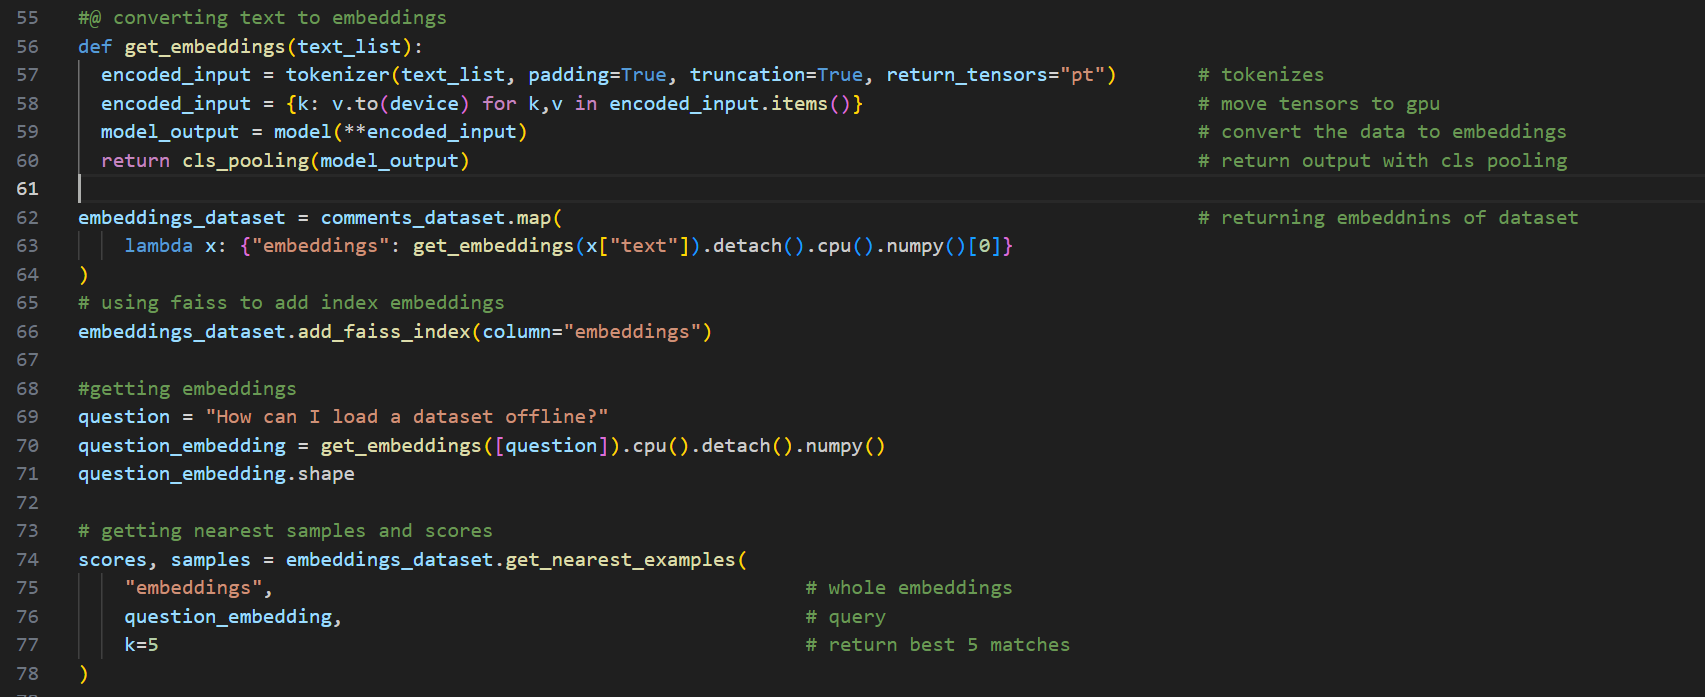 55 #@ converting text to embeddings
56 def get_embeddings(text_list):
57 encoded_input = tokenizer(text_list, padding=True, truncation=True, return_tensors="pt") # tokenizes
58 encoded_input = {k: v.to(device) for k,v in encoded_input.items()} # move tensors to gpu
59 model_output = model(**encoded_input) # convert the data to embeddings
60 return cls_pooling(model_output) # return output with cls pooling
61
62 embeddings_dataset = comments_dataset.map( # returning embeddnins of dataset
63 lambda x: {"embeddings": get_embeddings(x["text"]).detach().cpu().numpy()[0]}
64 )
65 # using faiss to add index embeddings
66 embeddings_dataset.add_faiss_index(column="embeddings")
67
68 #getting embeddings
69 question = "How can I load a dataset offline?"
70 question_embedding = get_embeddings([question]).cpu().detach().numpy()
71 question_embedding.shape
72
73 # getting nearest samples and scores
74 scores, samples = embeddings_dataset.get_nearest_examples(
75 "embeddings", # whole embeddings
76 question_embedding, # query
77 k=5 # return best 5 matches
78 )